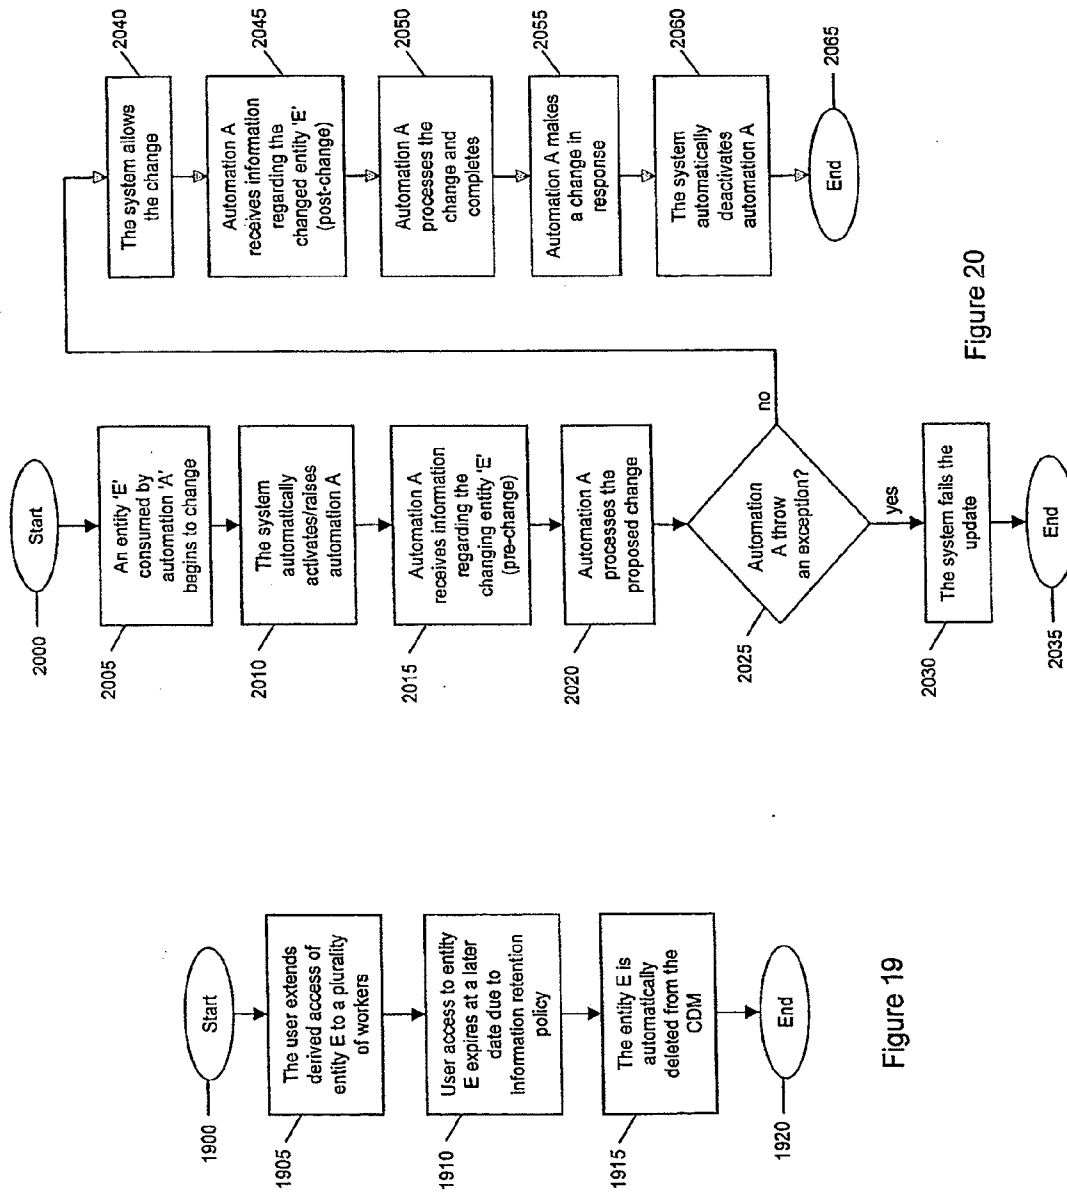 2000
Start
2005
An entity 'E'
consumed by
automation 'A'
begins to change
2010
The system
automatically
activates/raises
automation A
2015
Automation A
receives information
regarding the
changing entity 'E'
(pre-change)
2020
Automation A
processes the
proposed change
2025
Automation
A throw
an exception?
no
yes
2030
The system fails the
update
2035
End
2040
The system allows
the change
2045
Automation A
receives information
regarding the
changed entity 'E'
(post-change)
2050
Automation A
processes the
change and
completes
2055
Automation A makes
a change in
response
2060
The system
automatically
deactivates
automation A
2065
End
Figure 20
1900
Start
1905
The user extends
derived access of
entity E to a plurality
of workers
1910
User access to entity
E expires at a later
date due to
information retention
policy
1915
The entity E is
automatically
deleted from the
CDM
1920
End
Figure 19